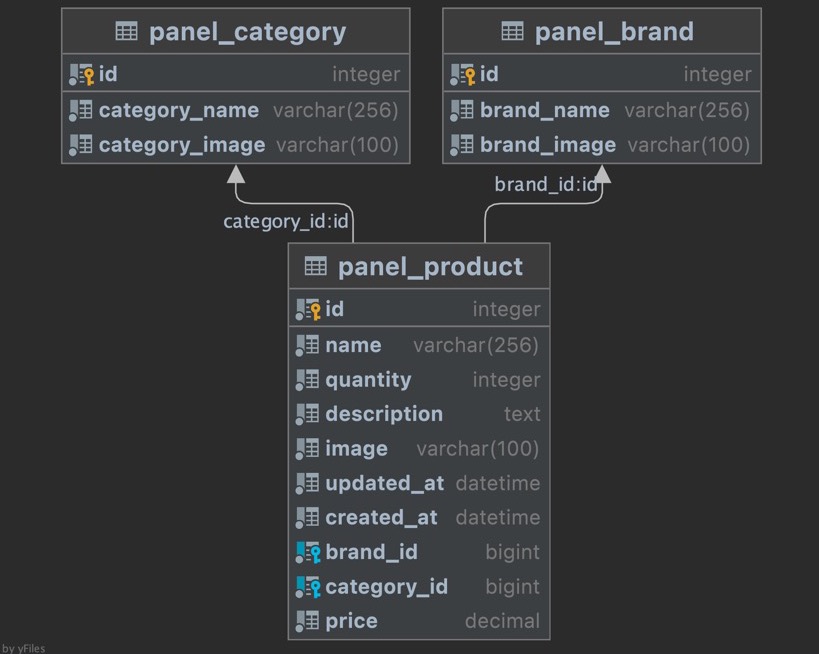 panel_category
id integer
category_name varchar(256)
category_image varchar(100)
panel_brand
id integer
brand_name varchar(256)
brand_image varchar(100)
brand_id:id
category_id:id
panel_product
id integer
name varchar(256)
quantity integer
description text
image varchar(100)
updated_at datetime
created_at datetime
brand_id bigint
category_id bigint
price decimal
by yFiles